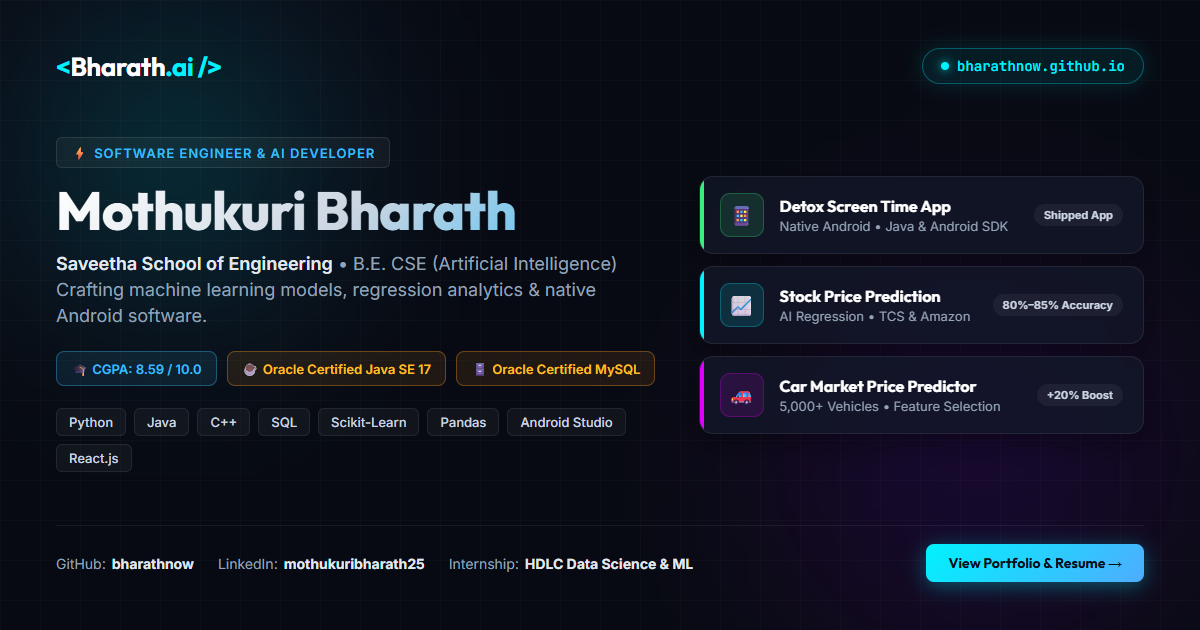 <Bharath.ai />
bharathnow.github.io
SOFTWARE ENGINEER & AI DEVELOPER
Mothukuri Bharath
Saveetha School of Engineering • B.E. CSE (Artificial Intelligence)
Crafting machine learning models, regression analytics & native
Android software.
CGPA: 8.59 / 10.0
Oracle Certified Java SE 17
Oracle Certified MySQL
Python
Java
C++
SQL
Scikit-Learn
Pandas
Android Studio
React.js
Detox Screen Time App
Native Android • Java & Android SDK
Shipped App
Stock Price Prediction
AI Regression • TCS & Amazon
80%–85% Accuracy
Car Market Price Predictor
5,000+ Vehicles • Feature Selection
+20% Boost
GitHub: bharathnow
LinkedIn: mothukuribharath25
Internship: HDLC Data Science & ML
View Portfolio & Resume →